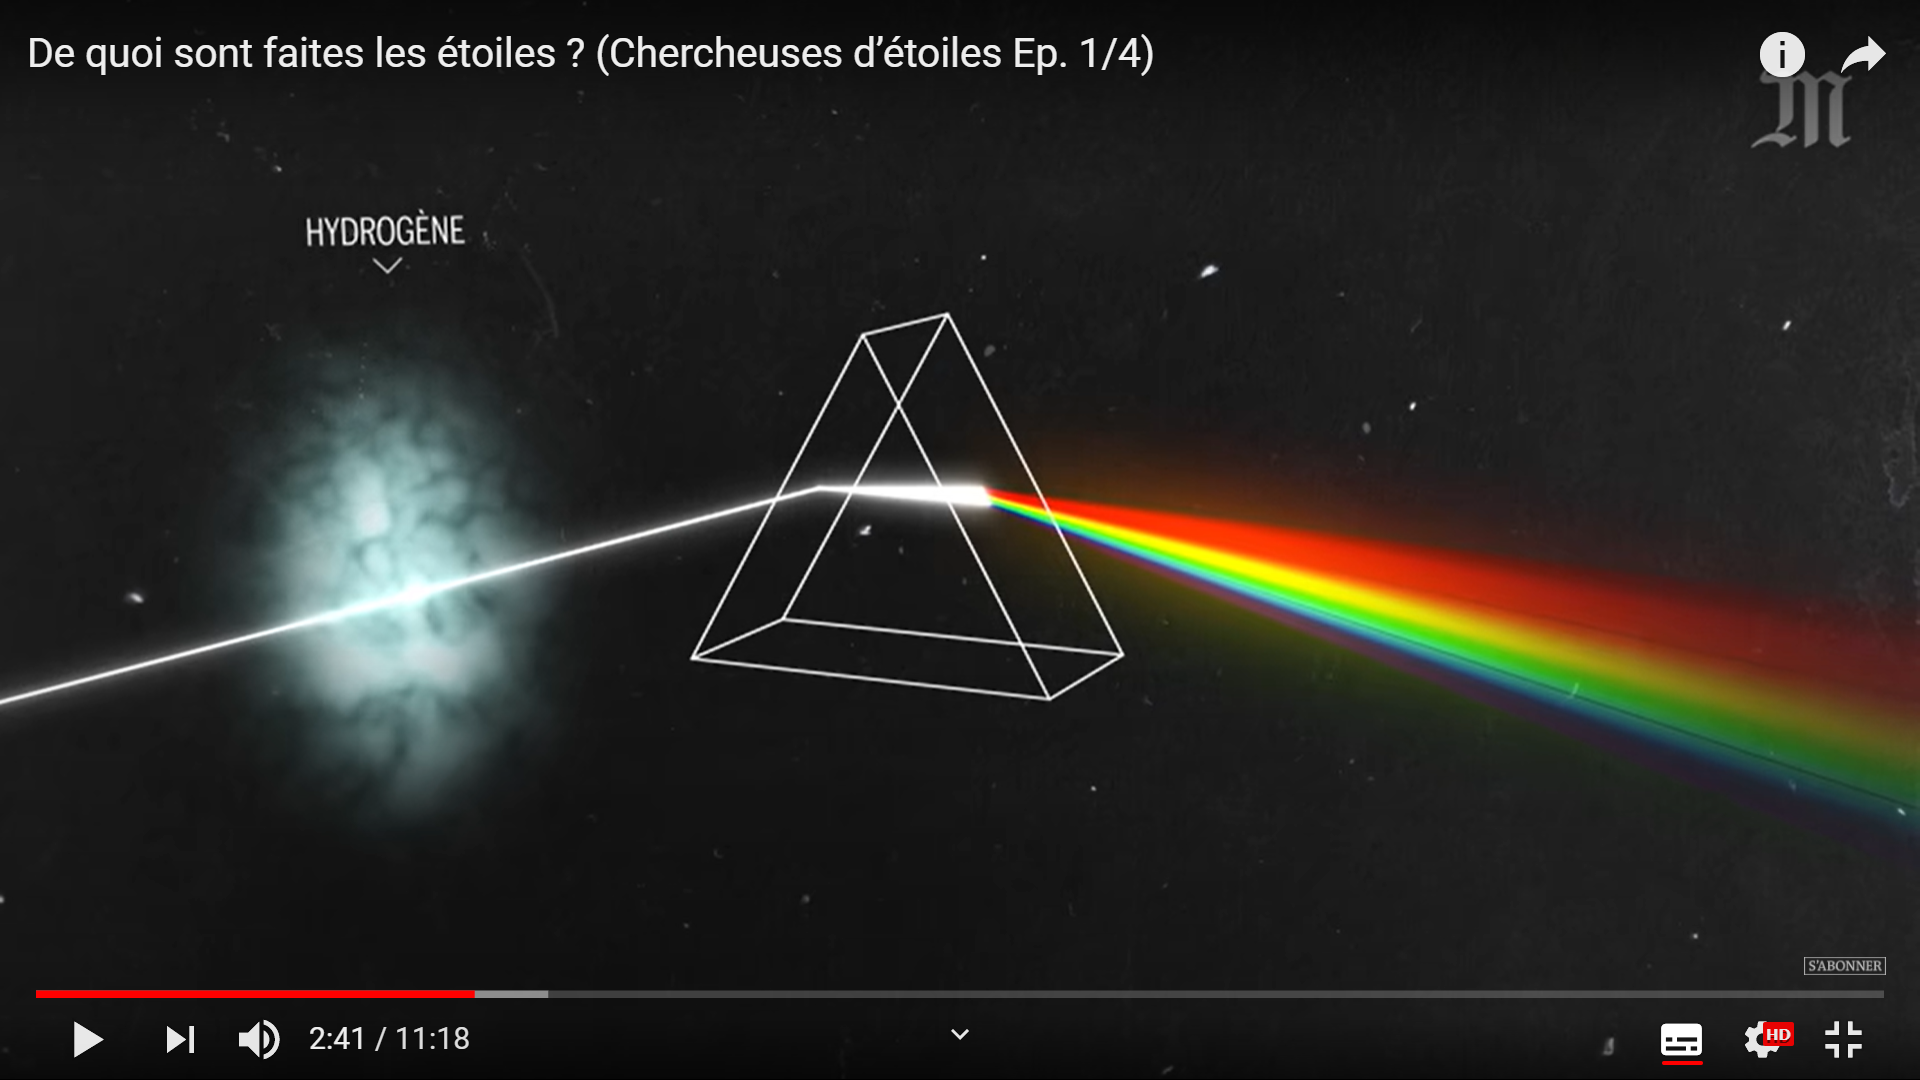 De quoi sont faites les étoiles ? (Chercheuses d’étoiles Ep. 1/4)
M
HYDROGÈNE
S'ABONNER
2:41 / 11:18
HD